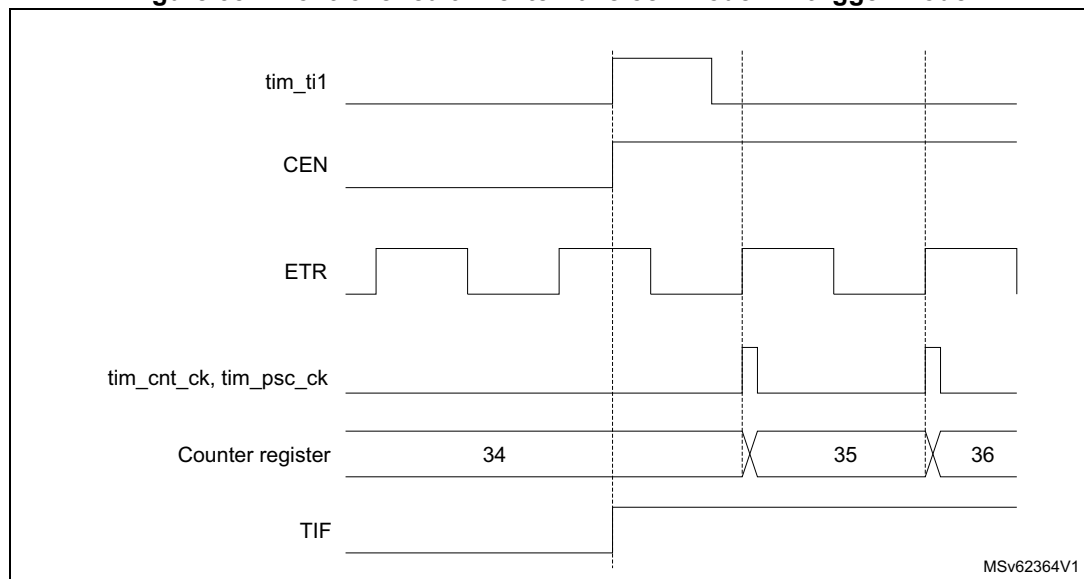 tim_ti1
CEN
ETR
tim_cnt_ck, tim_psc_ck
Counter register
34
35
36
TIF
MSv62364V1